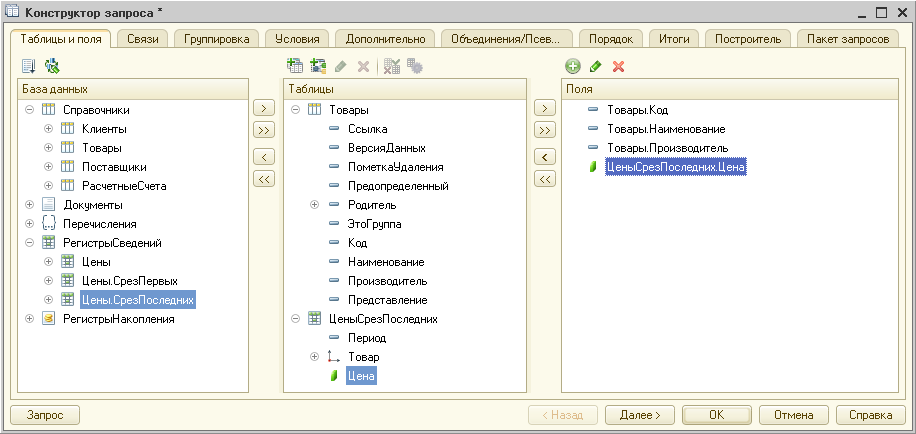 Конструктор запроса *
Таблицы и поля
Связи
Группировка
Условия
Дополнительно
Объединения/Псев...
Порядок
Итоги
Построитель
Пакет запросов
База данных
Справочники
Клиенты
Товары
Поставщики
РасчетныеСчета
Документы
Перечисления
РегистрыСведений
Цены
Цены.СрезПервых
Цены.СрезПоследних
РегистрыНакопления
>
>>
<
<<
Таблицы
Товары
Ссылка
ВерсияДанных
ПометкаУдаления
Предопределенный
Родитель
ЭтоГруппа
Код
Наименование
Производитель
Представление
ЦеныСрезПоследних
Период
Товар
Цена
>
>>
<
<<
Поля
Товары.Код
Товары.Наименование
Товары.Производитель
ЦеныСрезПоследних.Цена
Запрос
< Назад
Далее >
OK
Отмена
Справка